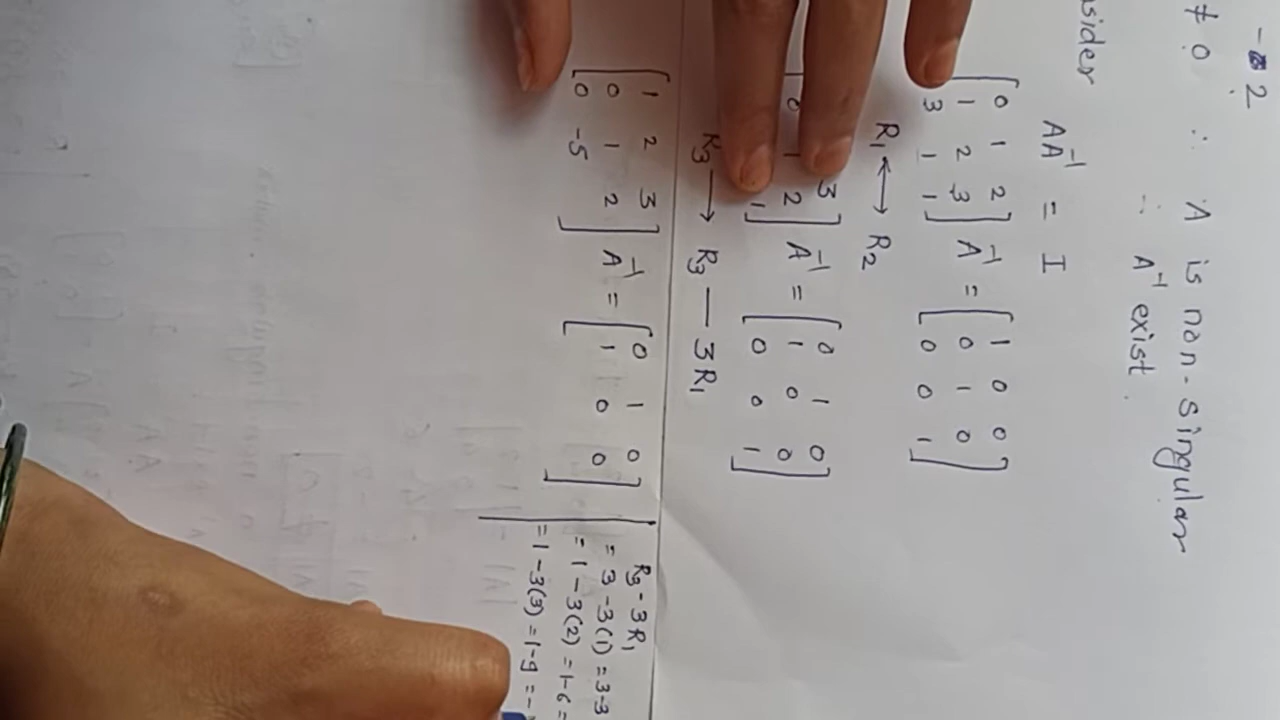 - 2
≠ 0 ∴ A is non-singular
∴ A⁻¹ exist.
AA⁻¹ = I
[0 1 2] [1 0 0]
[1 2 3] A⁻¹ = [0 1 0]
[3 1 1] [0 0 1]
R₁ ↔ R₂
3] [0 1 0]
0 1 2] A⁻¹ = [1 0 0]
1] [0 0 1]
R₃ → R₃ - 3R₁
[1 2 3] [0 1 0]
[0 1 2] A⁻¹ = [1 0 0]
[0 -5
R₃ - 3R₁
= 3 - 3(1) = 3-3
= 1 - 3(2) = 1-6 =
= 1 - 3(3) = 1-9 = -